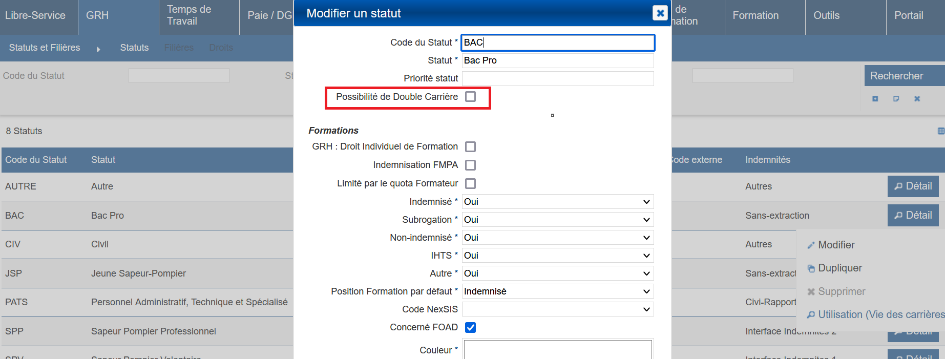 Libre-Service GRH Temps de Travail Paie / DG Formation Outils Portail
Modifier un statut
Statuts et Filières Statuts Filières Droits
Code du Statut
Rechercher
8 Statuts
Code du Statut Statut Code externe Indemnités
AUTRE Autre Autres Détail
BAC Bac Pro Sans-extraction Détail
CIV Civil Autres
JSP Jeune Sapeur-Pompier Sans-extract
PATS Personnel Administratif, Technique et Spécialisé Civi-Rapport
SPP Sapeur Pompier Professionnel Interface Indemnités 2 Détail
Code du Statut * BAC
Statut * Bac Pro
Priorité statut
Possibilité de Double Carrière
Formations
GRH : Droit Individuel de Formation
Indemnisation FMPA
Limité par le quota Formateur
Indemnisé * Oui
Subrogation * Oui
Non-indemnisé * Oui
IHTS * Oui
Autre * Oui
Position Formation par défaut * Indemnisé
Code NexSIS
Concerné FOAD
Couleur *
Modifier
Dupliquer
Supprimer
Utilisation (Vie des carrières